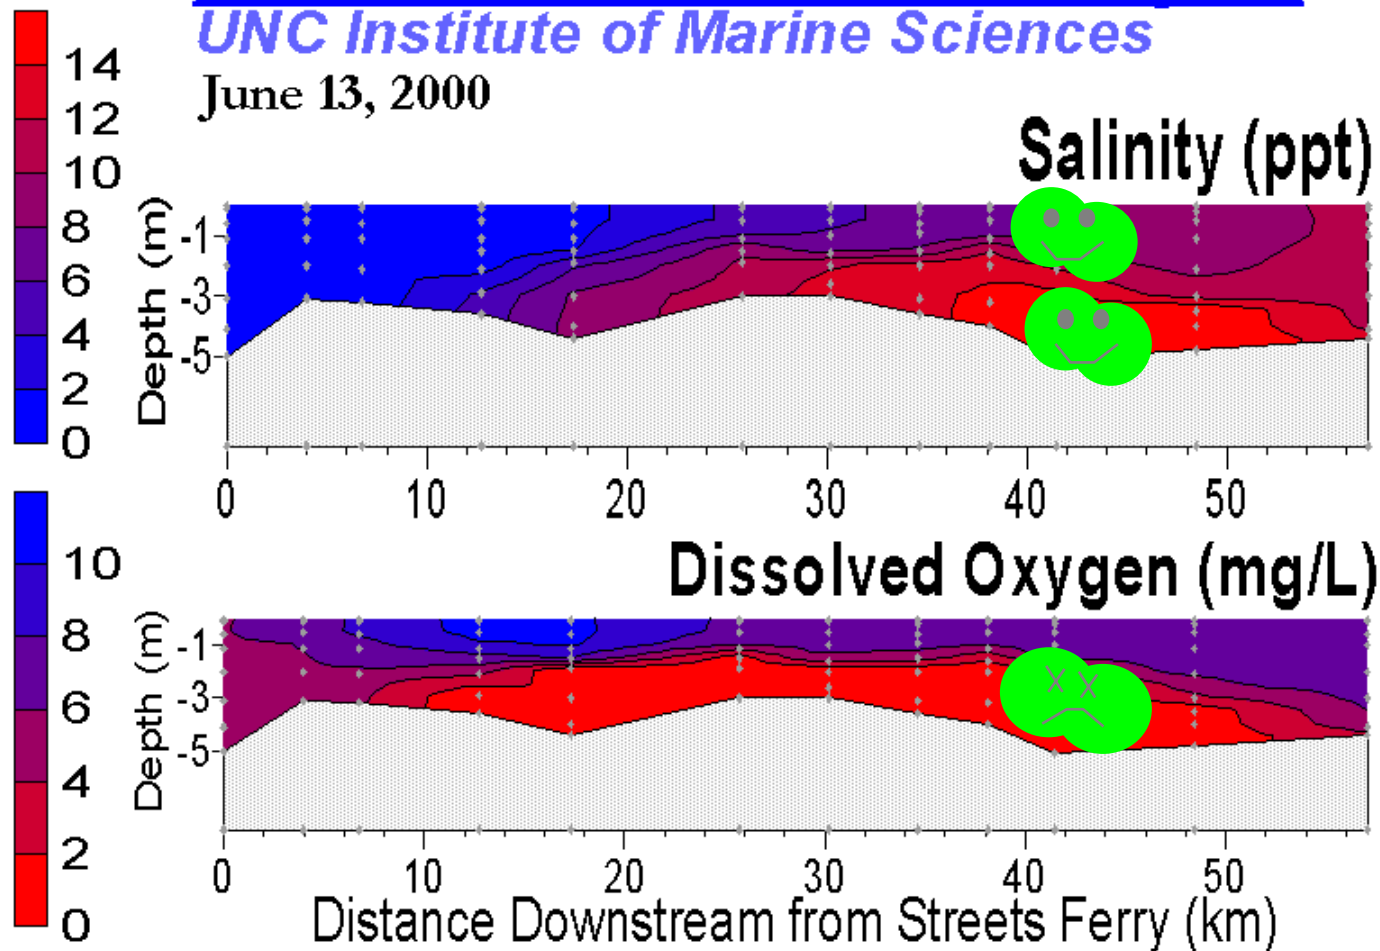 UNC Institute of Marine Sciences
June 13, 2000
14
12
10
8
6
4
2
0
Salinity (ppt)
Depth (m)
-1
-3
-5
0 10 20 30 40 50
10
8
6
4
2
0
Dissolved Oxygen (mg/L)
Depth (m)
-1
-3
-5
0 10 20 30 40 50
Distance Downstream from Streets Ferry (km)